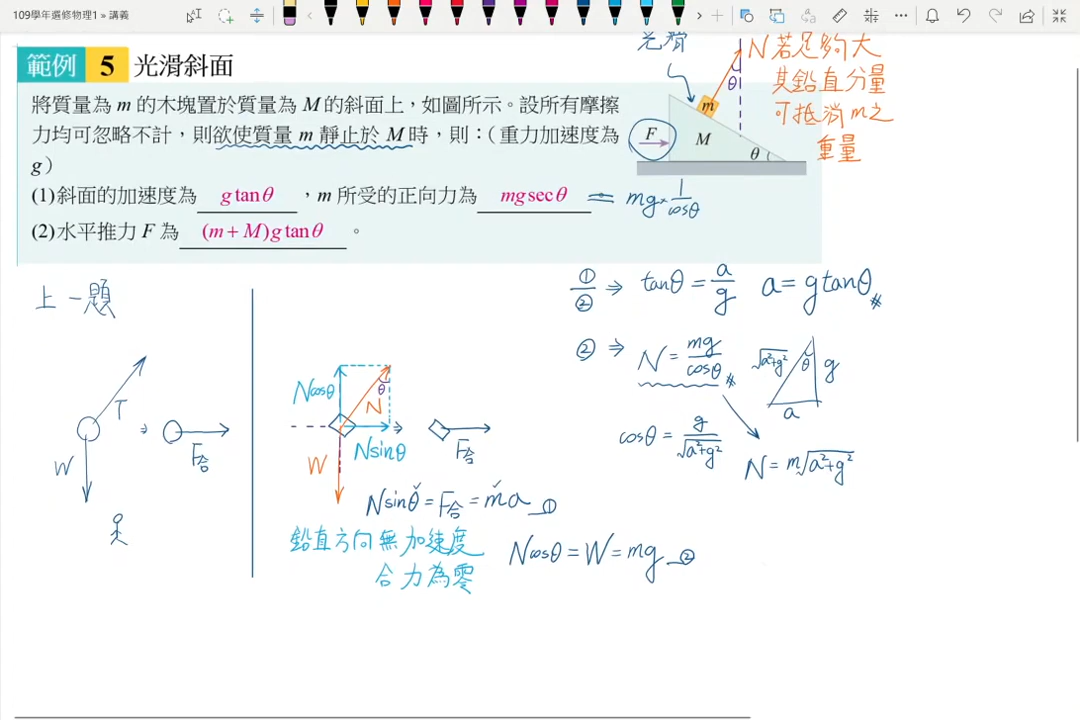 109學年選修物理1 » 講義
範例 5 光滑斜面
將質量為 m 的木塊置於質量為 M 的斜面上，如圖所示。設所有摩擦
力均可忽略不計，則欲使質量 m 靜止於 M 時，則：（重力加速度為
g）
(1)斜面的加速度為 g tanθ ，m 所受的正向力為 mg secθ = mg × 1/cosθ
(2)水平推力 F 為 (m + M)g tanθ 。
光滑
F
m
M
θ
θ
N 若足夠大
其鉛直分量
可抵消 m 之
重量
上一題
T
W
F合
Ncosθ
θ
N
Nsinθ
W
F合
Nsinθ = F合 = ma —①
鉛直方向無加速度
合力為零
Ncosθ = W = mg —②
①/② ⇒ tanθ = a/g a = g tanθ #
② ⇒ N = mg/cosθ #
√a²+g²
θ
g
a
cosθ = g/√a²+g²
N = m√a²+g²